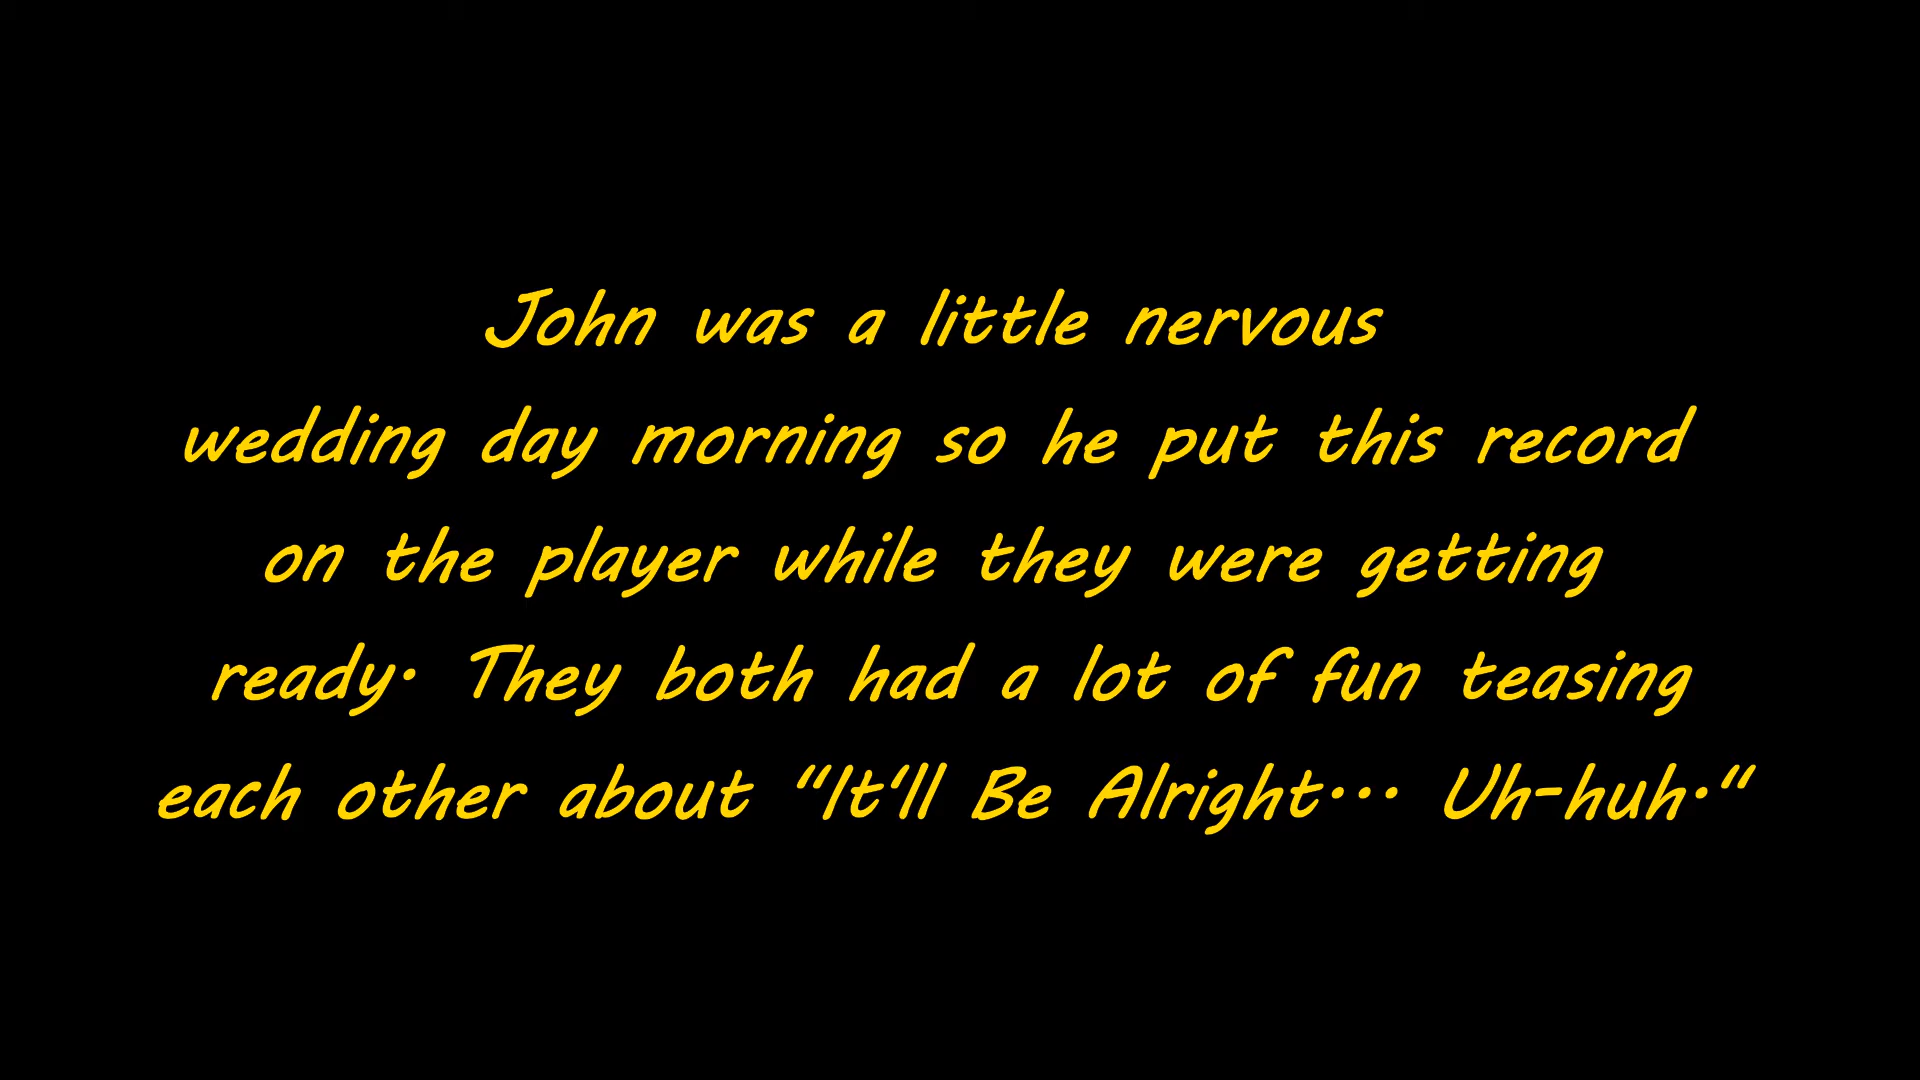 John was a little nervous
wedding day morning so he put this record
on the player while they were getting
ready. They both had a lot of fun teasing
each other about “It’ll Be Alright... Uh-huh.”